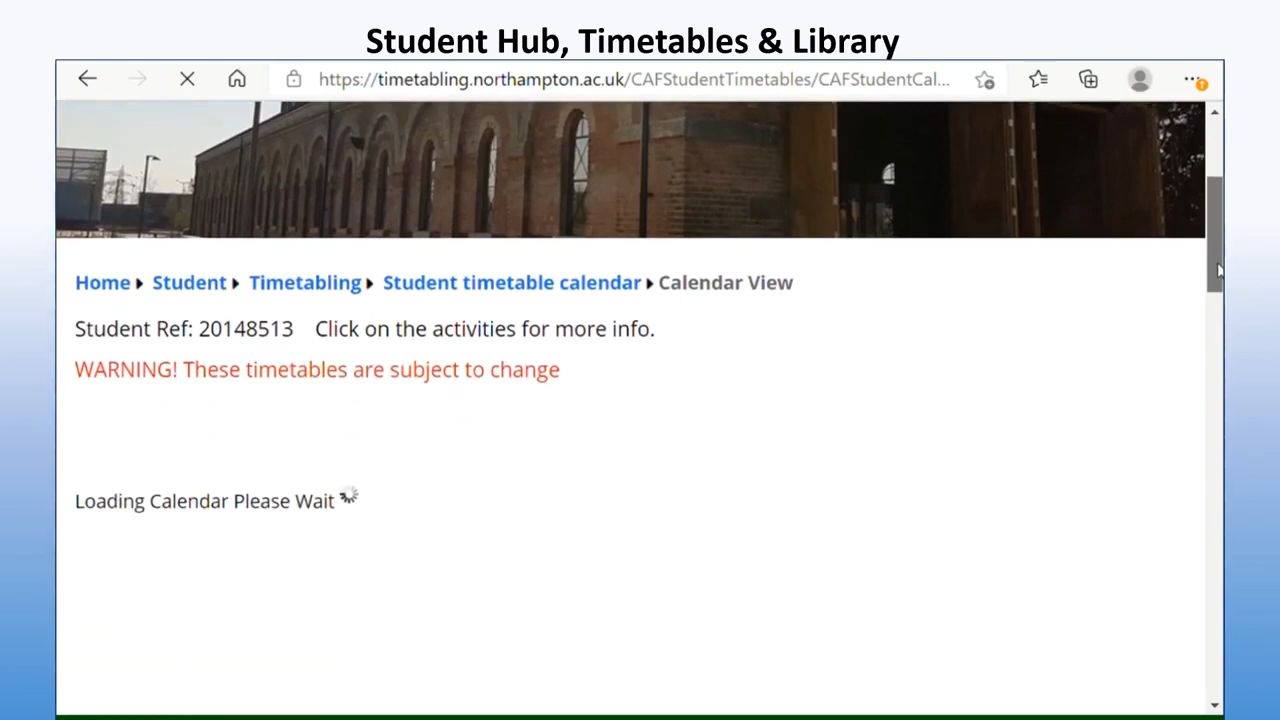 Student Hub, Timetables & Library
https://timetabling.northampton.ac.uk/CAFStudentTimetables/CAFStudentCal...
Home Student Timetabling Student timetable calendar Calendar View
Student Ref: 20148513 Click on the activities for more info.
WARNING! These timetables are subject to change
Loading Calendar Please Wait